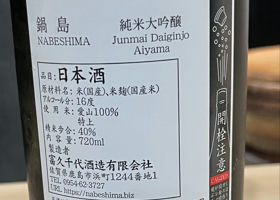 鍋島
NABESHIMA
純米大吟醸
Junmai Daiginjo
Aiyama
品目：日本酒
原材料名：米(国産)、米麹(国産米)
アルコール分：16度
使用米：愛山100%
特上
精米歩合：40%
内容量：720ml
製造者
富久千代酒造有限会社
佐賀県鹿島市浜町1244番地1
TEL 0954-62-3727
URL https://nabeshima.biz
開栓注意